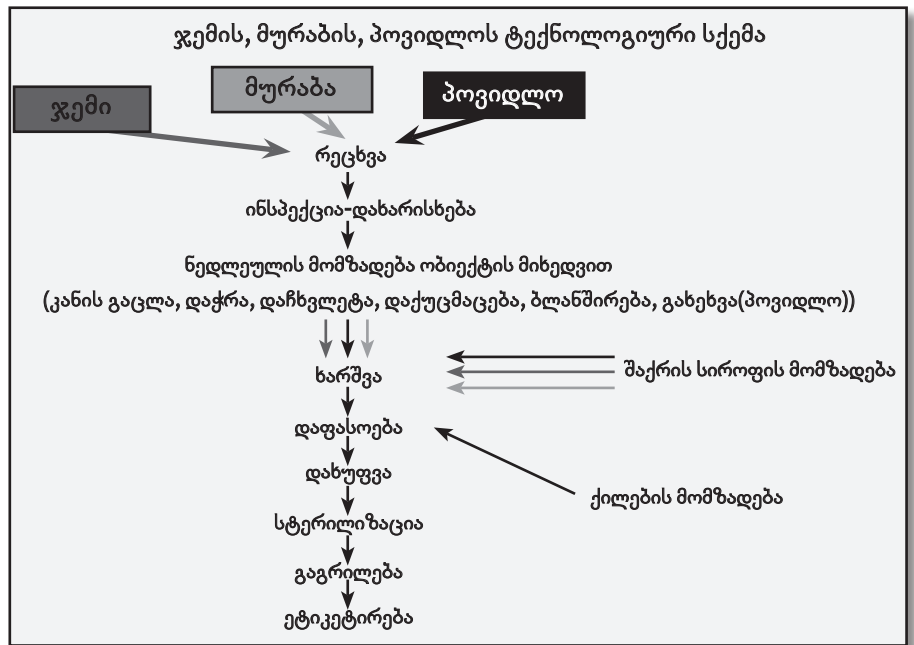 ჯემის, მურაბის, პოვიდლოს ტექნოლოგიური სქემა
ჯემი
მურაბა
პოვიდლო
რეცხვა
ინსპექცია-დახარისხება
ნედლეულის მომზადება ობიექტის მიხედვით
(კანის გაცლა, დაჭრა, დაჩხვლეტა, დაქუცმაცება, ბლანშირება, გახეხვა(პოვიდლო))
ხარშვა
შაქრის სიროფის მომზადება
დაფასოება
დახუფვა
ქილების მომზადება
სტერილიზაცია
გაგრილება
ეტიკეტირება